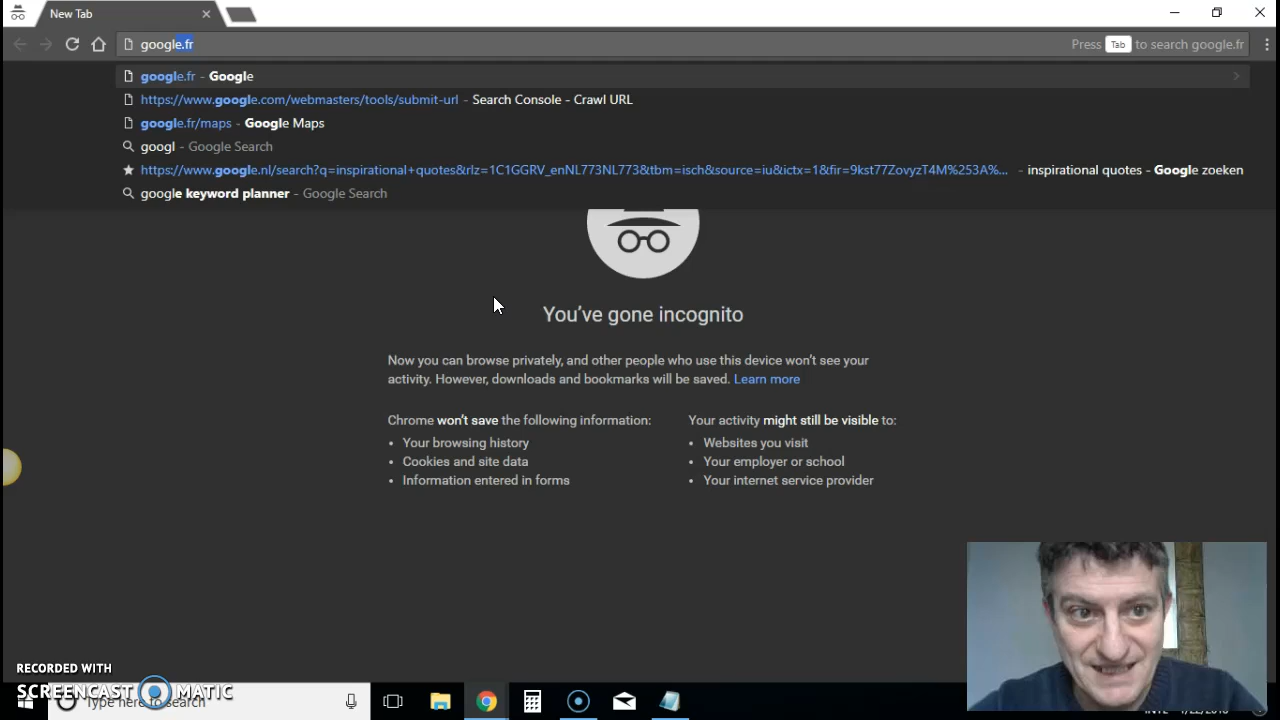 New Tab
google.fr
Press Tab to search google.fr
google.fr - Google
https://www.google.com/webmasters/tools/submit-url - Search Console - Crawl URL
google.fr/maps - Google Maps
googl - Google Search
https://www.google.nl/search?q=inspirational+quotes&rlz=1C1GGRV_enNL773NL773&tbm=isch&source=iu&ictx=1&fir=9kst77ZovyzT4M%253A%... - inspirational quotes - Google zoeken
google keyword planner - Google Search
You've gone incognito
Now you can browse privately, and other people who use this device won't see your
activity. However, downloads and bookmarks will be saved. Learn more
Chrome won't save the following information:
• Your browsing history
• Cookies and site data
• Information entered in forms
Your activity might still be visible to:
• Websites you visit
• Your employer or school
• Your internet service provider
RECORDED WITH
SCREENCAST MATIC
Type here to search